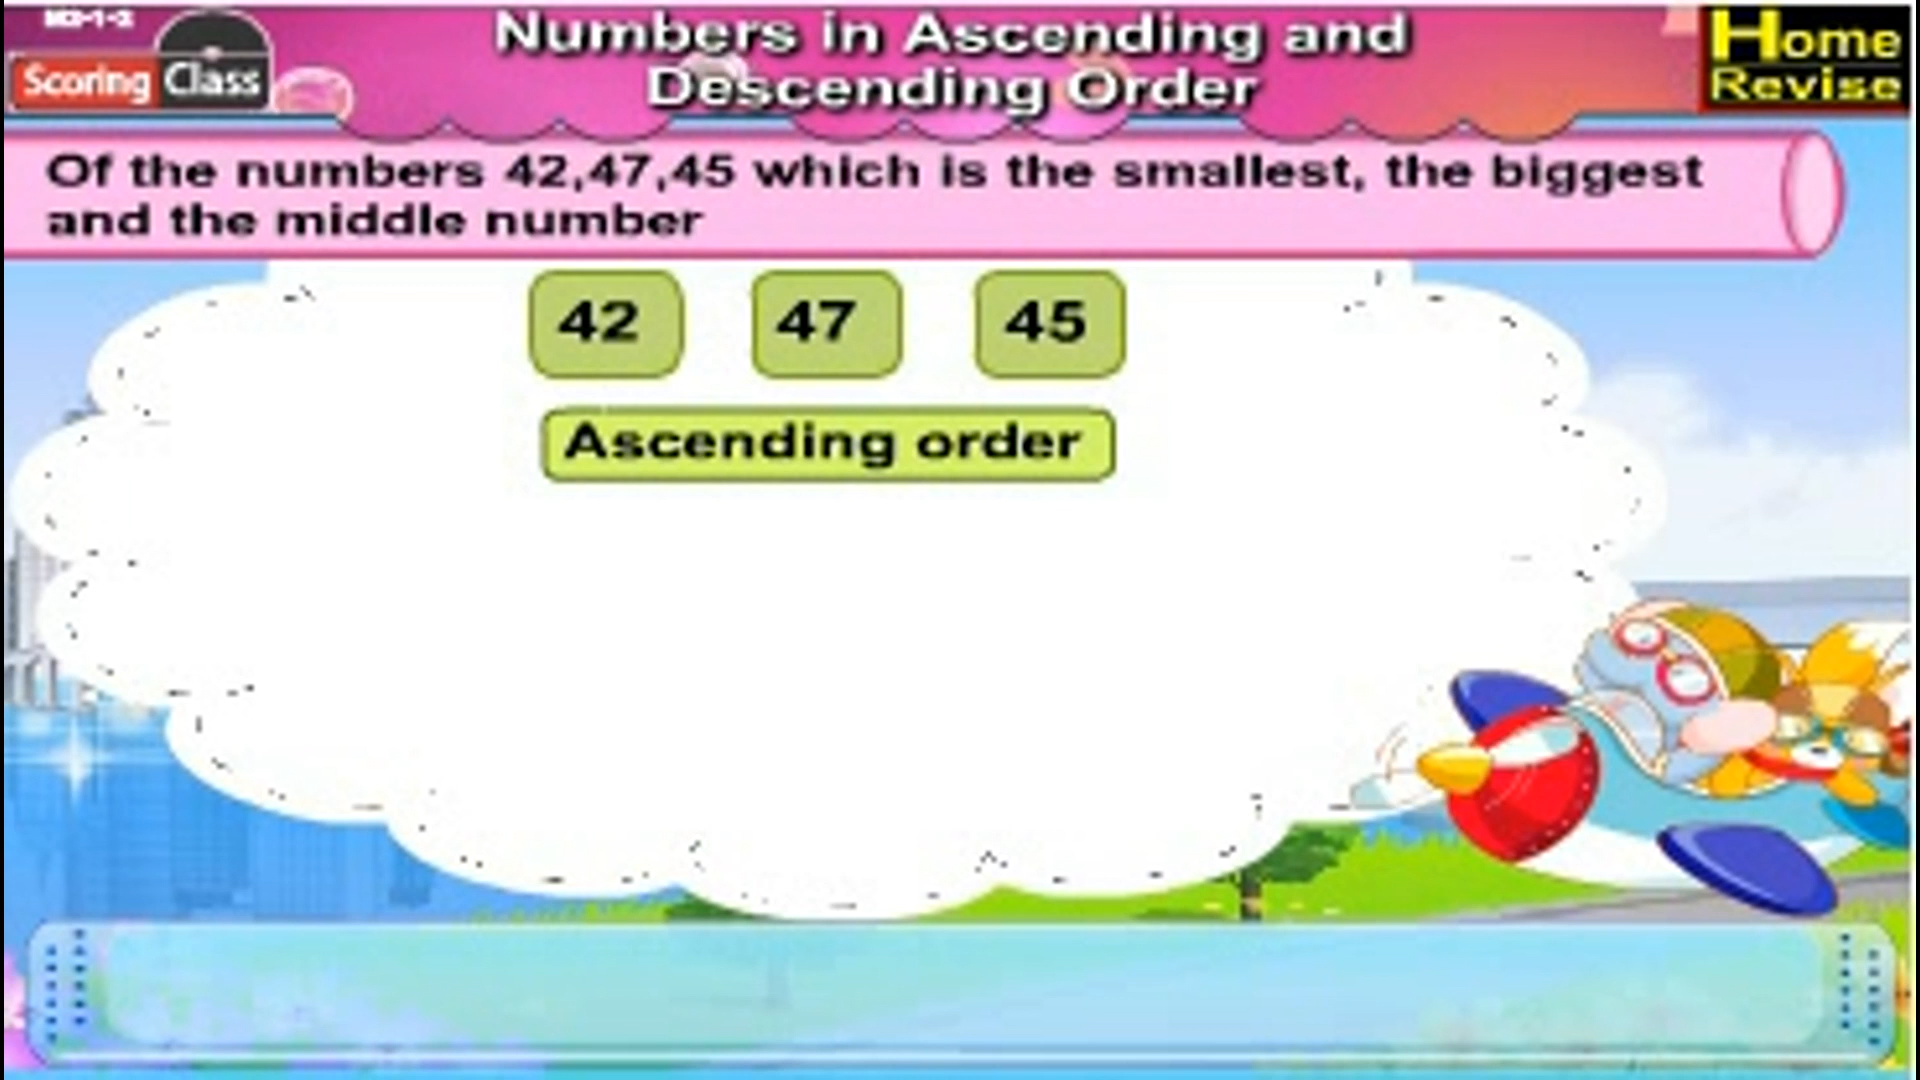 Scoring Class
Numbers in Ascending and
Descending Order
Home
Revise
Of the numbers 42,47,45 which is the smallest, the biggest
and the middle number
42 47 45
Ascending order